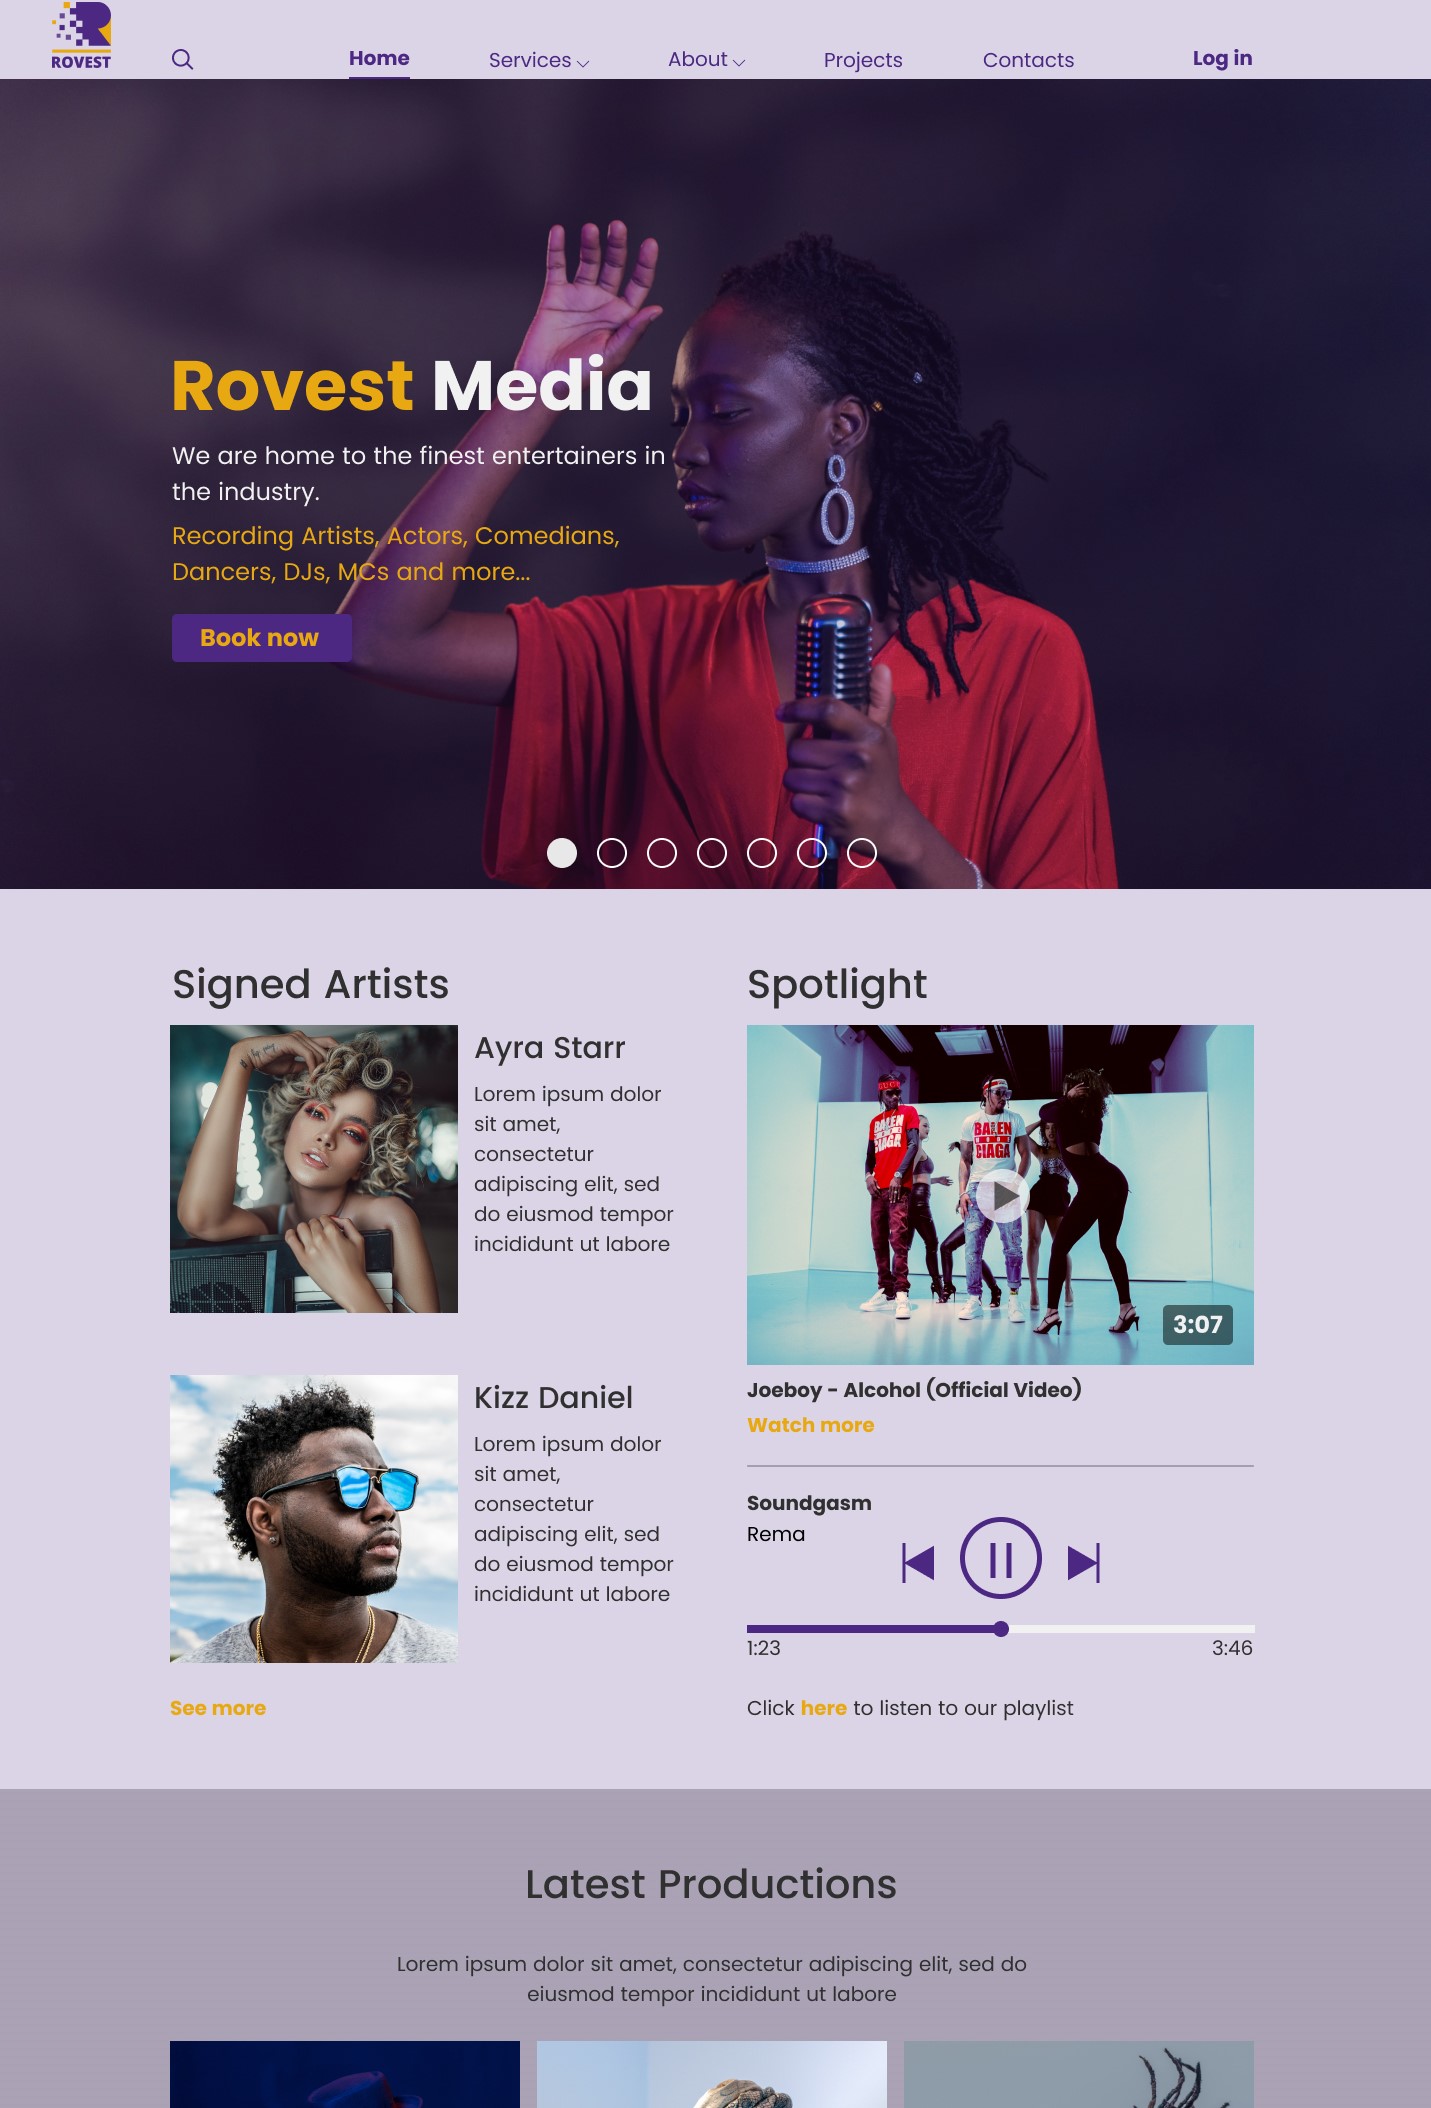 ROVEST
Home
Services
About
Projects
Contacts
Log in
Rovest Media
We are home to the finest entertainers in
the industry.
Recording Artists, Actors, Comedians,
Dancers, DJs, MCs and more...
Book now
Signed Artists
Ayra Starr
Lorem ipsum dolor
sit amet,
consectetur
adipiscing elit, sed
do eiusmod tempor
incididunt ut labore
Kizz Daniel
Lorem ipsum dolor
sit amet,
consectetur
adipiscing elit, sed
do eiusmod tempor
incididunt ut labore
See more
Spotlight
BALEN
CIAGA
BALEN
CIAGA
3:07
Joeboy - Alcohol (Official Video)
Watch more
Soundgasm
Rema
1:23
3:46
Click here to listen to our playlist
Latest Productions
Lorem ipsum dolor sit amet, consectetur adipiscing elit, sed do
eiusmod tempor incididunt ut labore